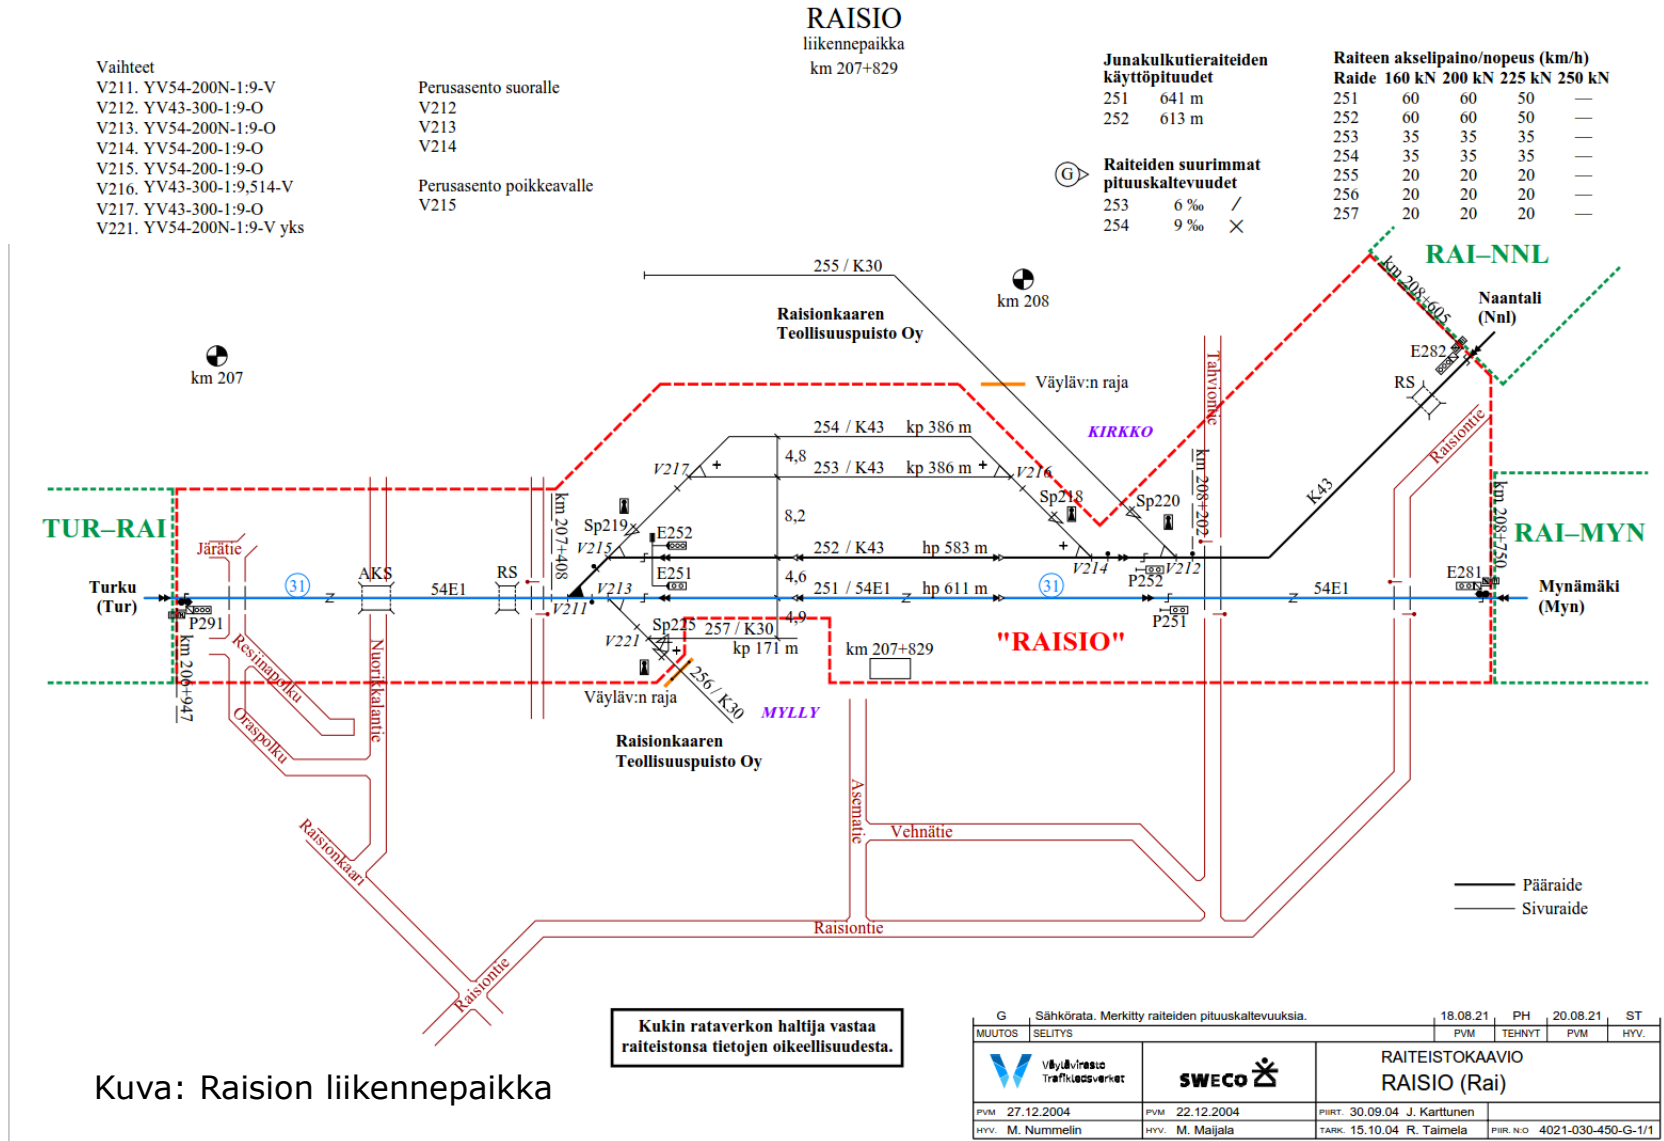 RAISIO
liikennepaikka
km 207+829
Vaihteet
V211. YV54-200N-1:9-V
V212. YV43-300-1:9-O
V213. YV54-200N-1:9-O
V214. YV54-200-1:9-O
V215. YV54-200-1:9-O
V216. YV43-300-1:9,514-V
V217. YV43-300-1:9-O
V221. YV54-200N-1:9-V yks
Perusasento suoralle
V212
V213
V214
Perusasento poikkeavalle
V215
Junakulkutieraiteiden
käyttöpituudet
251 641 m
252 613 m
G
Raiteiden suurimmat
pituuskaltevuudet
253 6 ‰
254 9 ‰
Raiteen akselipaino/nopeus (km/h)
Raide 160 kN 200 kN 225 kN 250 kN
251 60 60 50 —
252 60 60 50 —
253 35 35 35 —
254 35 35 35 —
255 20 20 20 —
256 20 20 20 —
257 20 20 20 —
RAI–NNL
km 208+605
Naantali
(Nnl)
E282
RS
255 / K30
km 208
Raisionkaaren
Teollisuuspuisto Oy
km 207
Väyläv:n raja
Tahviontie
Raisiontie
KIRKKO
254 / K43 kp 386 m
4,8
V217
253 / K43 kp 386 m
V216
km 208+202
K43
Sp218
Sp220
8,2
km 207+408
Sp219
E252
V215
252 / K43 hp 583 m
V214
V212
P252
TUR–RAI
RAI–MYN
km 208+750
Järätie
Turku
(Tur)
31
AKS
54E1
RS
V211
V213
E251
4,6
251 / 54E1 hp 611 m
31
P251
54E1
E281
Mynämäki
(Myn)
P291
km 206+947
Resiinapolku
Oraspolku
Nuorikkalantie
V221
Sp225
257 / K30
kp 171 m
4,9
km 207+829
"RAISIO"
Väyläv:n raja
256 / K30
MYLLY
Raisionkaaren
Teollisuuspuisto Oy
Asematie
Vehnätie
Raisionkaari
Raisiontie
Raisiontie
Pääraide
Sivuraide
Kukin rataverkon haltija vastaa
raiteistonsa tietojen oikeellisuudesta.
Kuva: Raision liikennepaikka
G Sähkörata. Merkitty raiteiden pituuskaltevuuksia. 18.08.21 PH 20.08.21 ST
MUUTOS SELITYS PVM TEHNYT PVM HYV.
Väylävirasto
Trafikledsverket
SWECO
RAITEISTOKAAVIO
RAISIO (Rai)
PVM 27.12.2004 PVM 22.12.2004 PIIRT. 30.09.04 J. Karttunen
HYV. M. Nummelin HYV. M. Maijala TARK. 15.10.04 R. Taimela PIIR. N:O 4021-030-450-G-1/1